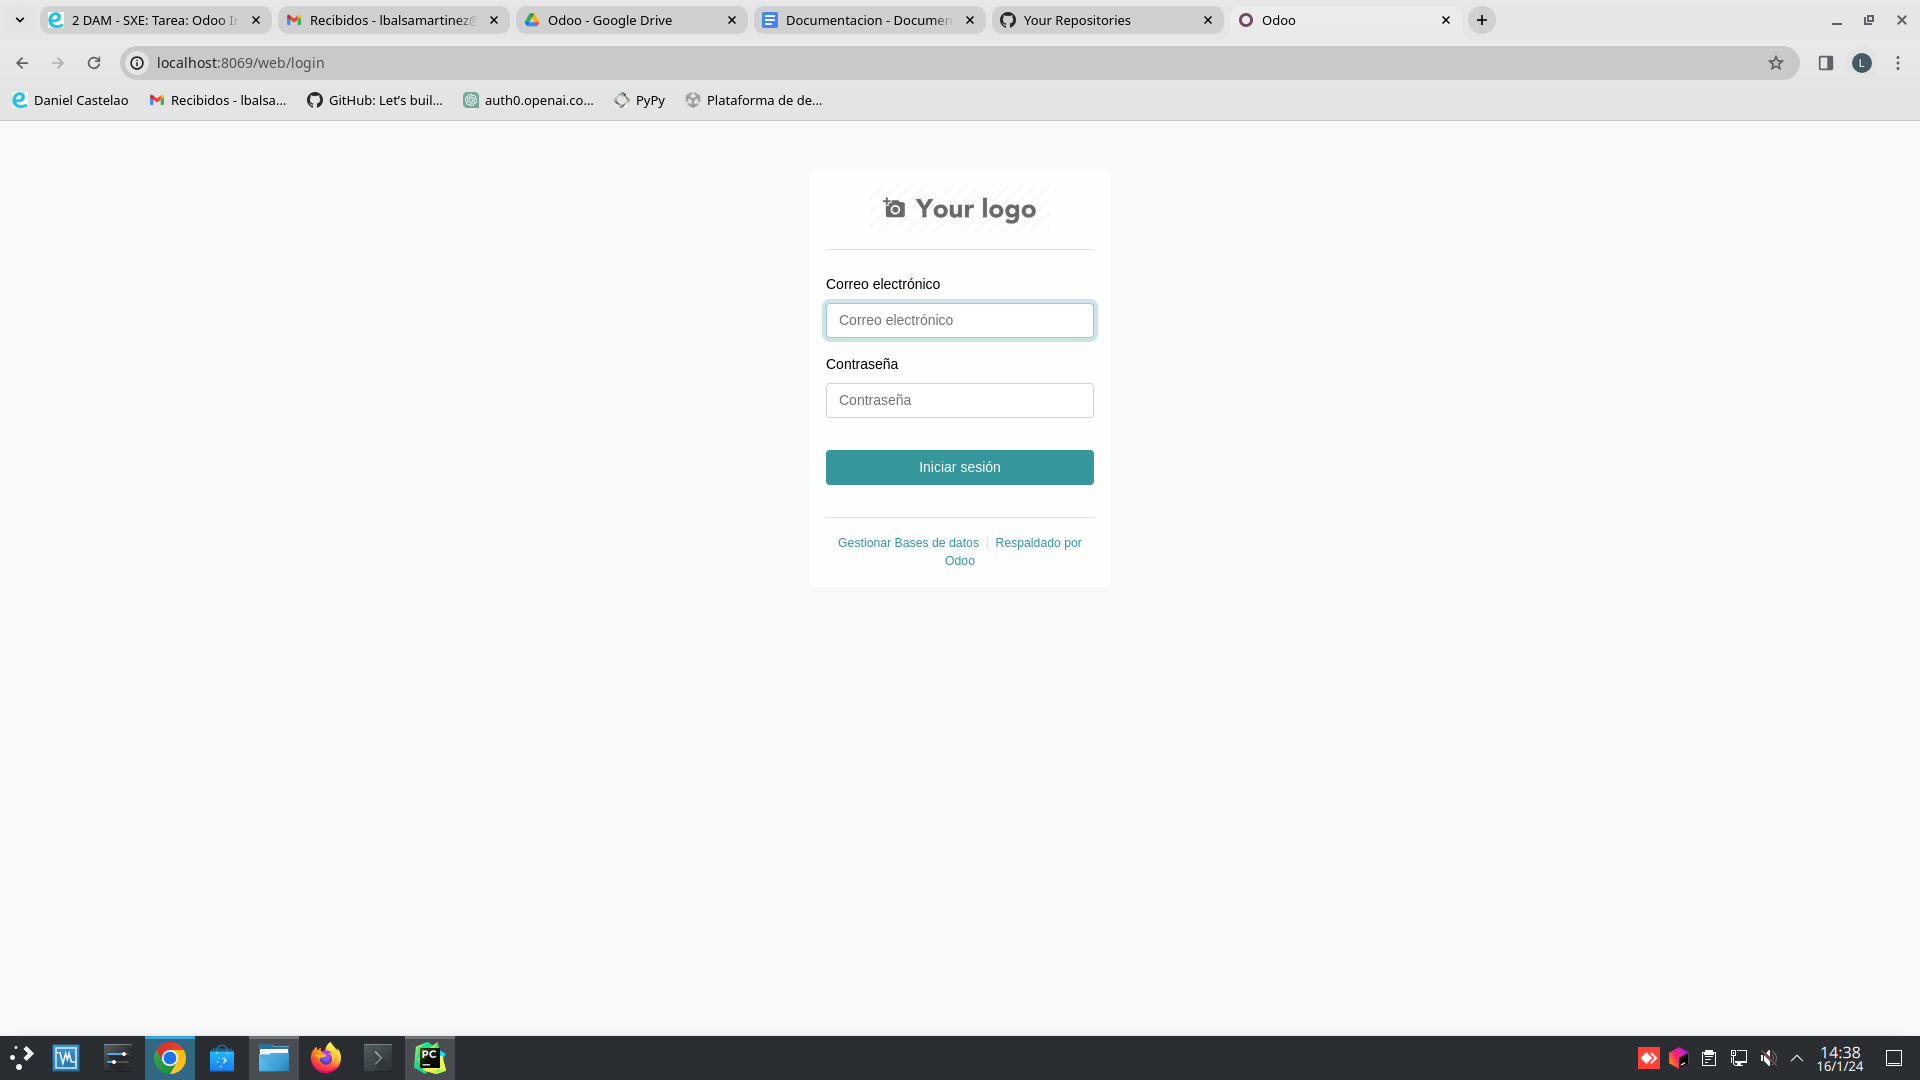 2 DAM - SXE: Tarea: Odoo I
Recibidos - lbalsamartinez@
Odoo - Google Drive
Documentacion - Documen
Your Repositories
Odoo
localhost:8069/web/login
L
Daniel Castelao
Recibidos - lbalsa...
GitHub: Let's buil...
auth0.openai.co...
PyPy
Plataforma de de...
Your logo
Correo electrónico
Correo electrónico
Contraseña
Contraseña
Iniciar sesión
Gestionar Bases de datos
Respaldado por
Odoo
PC
14:38
16/1/24